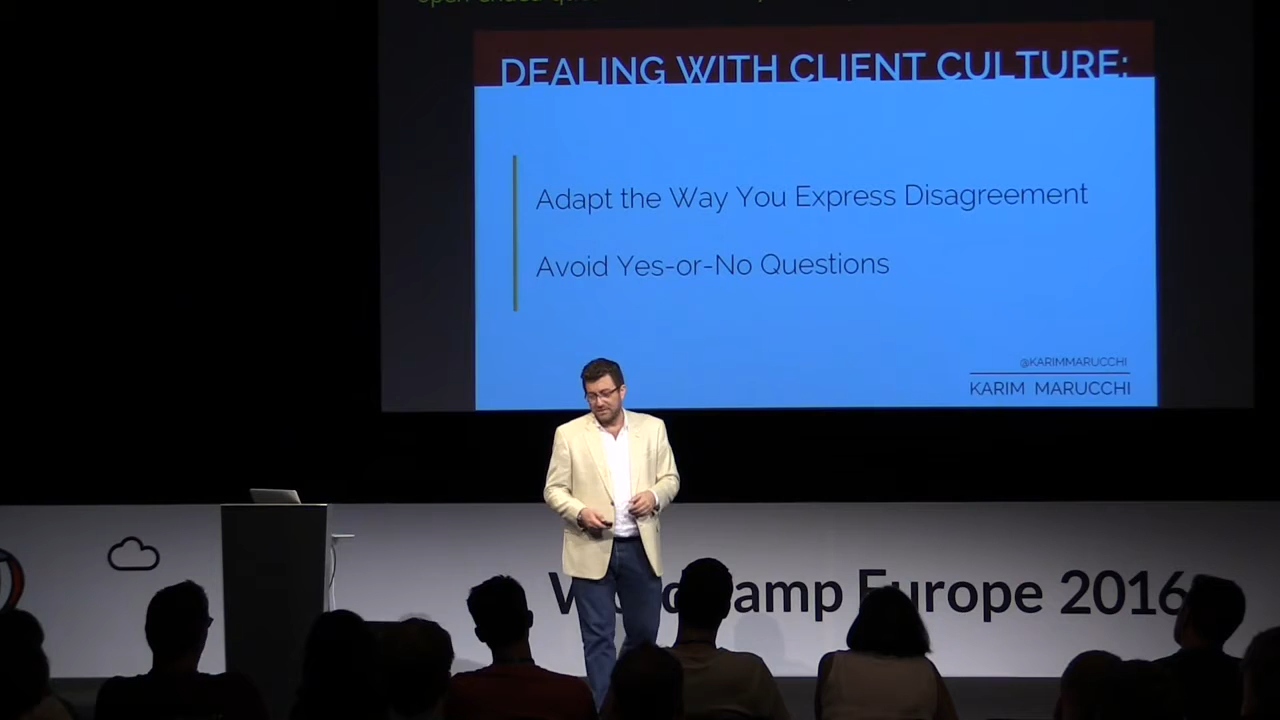 DEALING WITH CLIENT CULTURE:
Adapt the Way You Express Disagreement
Avoid Yes-or-No Questions
@KARIMMARUCCHI
KARIM MARUCCHI
WordCamp Europe 2016